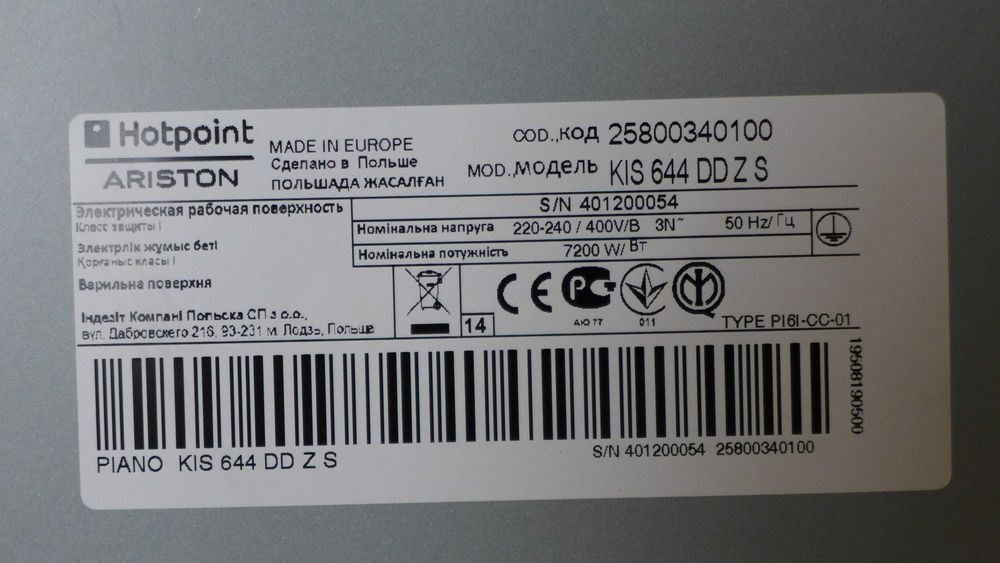 Hotpoint
ARISTON
MADE IN EUROPE
Сделано в Польше
ПОЛЬШАДА ЖАСАЛҒАН
COD.,КОД 25800340100
MOD.,МОДЕЛЬ KIS 644 DD Z S
Электрическая рабочая поверхность
Класс защиты I
Электрлік жұмыс беті
Қорғаныс класы I
Варильна поверхня
Індезіт Компані Польска СП з о.о.,
вул. Дабровского 216, 93-231 м. Лодзь, Польща
S/N 401200054
Номінальна напруга 220-240 / 400V/В 3N~ 50 Hz/ Гц
Номінальна потужність 7200 W/ Вт
14
CE
АЮ 77
011
TYPE PI6I-CC-01
PIANO KIS 644 DD Z S
S/N 401200054 25800340100
19508190500